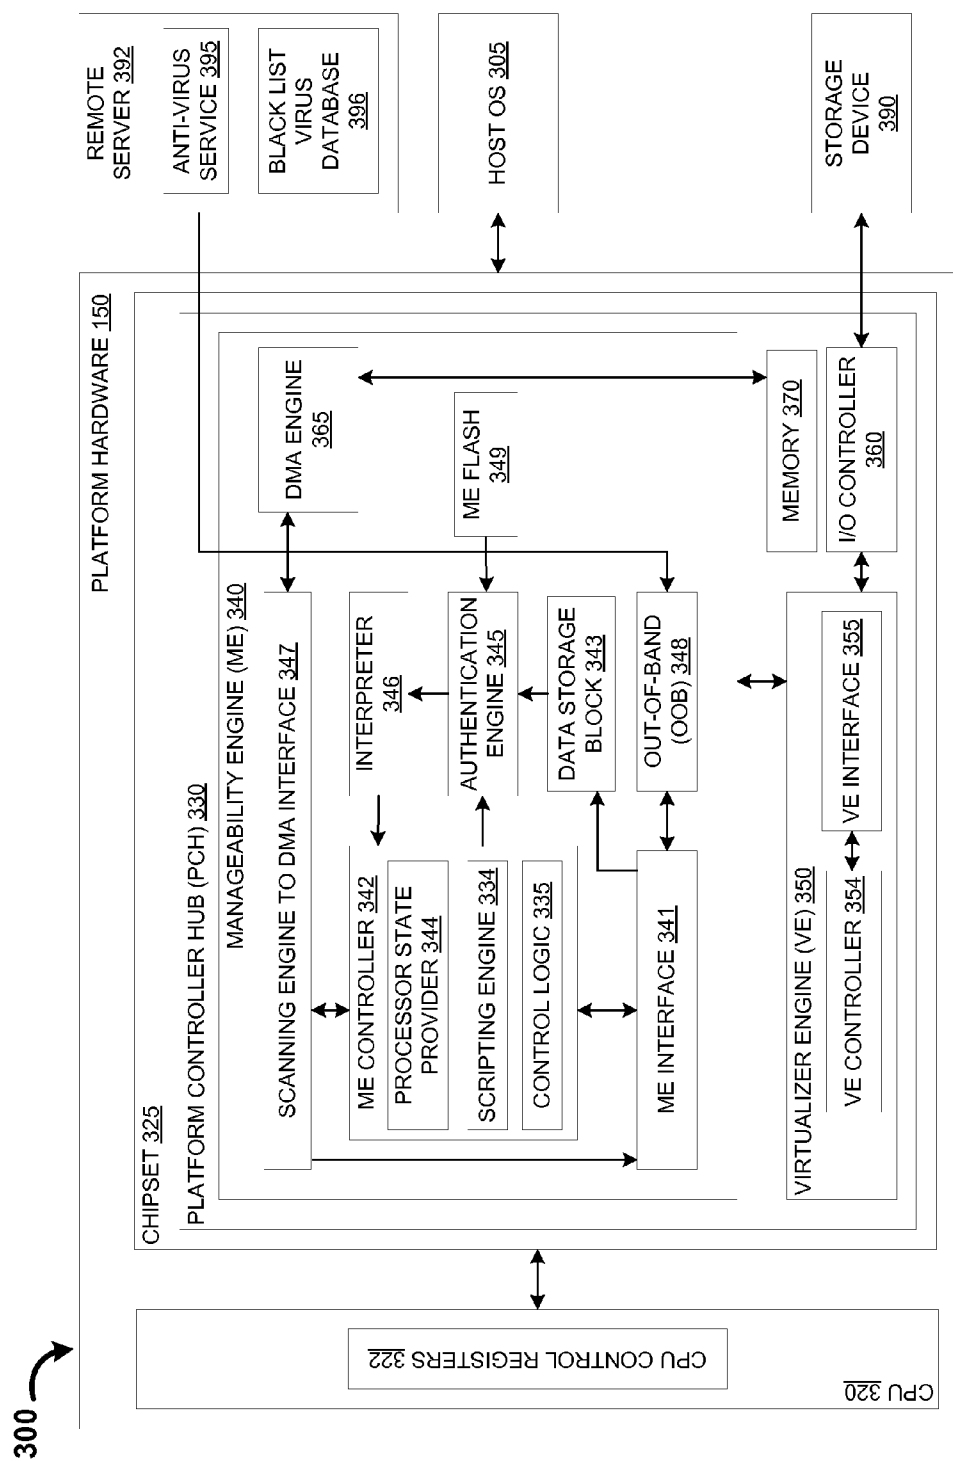 300
PLATFORM HARDWARE 150
CPU 320
CPU CONTROL REGISTERS 322
CHIPSET 325
PLATFORM CONTROLLER HUB (PCH) 330
MANAGEABILITY ENGINE (ME) 340
SCANNING ENGINE TO DMA INTERFACE 347
DMA ENGINE
365
ME CONTROLLER 342
PROCESSOR STATE
PROVIDER 344
SCRIPTING ENGINE 334
CONTROL LOGIC 335
INTERPRETER
346
AUTHENTICATION
ENGINE 345
ME FLASH
349
DATA STORAGE
BLOCK 343
ME INTERFACE 341
OUT-OF-BAND
(OOB) 348
MEMORY 370
VIRTUALIZER ENGINE (VE) 350
VE CONTROLLER 354
VE INTERFACE 355
I/O CONTROLLER
360
REMOTE
SERVER 392
ANTI-VIRUS
SERVICE 395
BLACK LIST
VIRUS
DATABASE
396
HOST OS 305
STORAGE
DEVICE
390